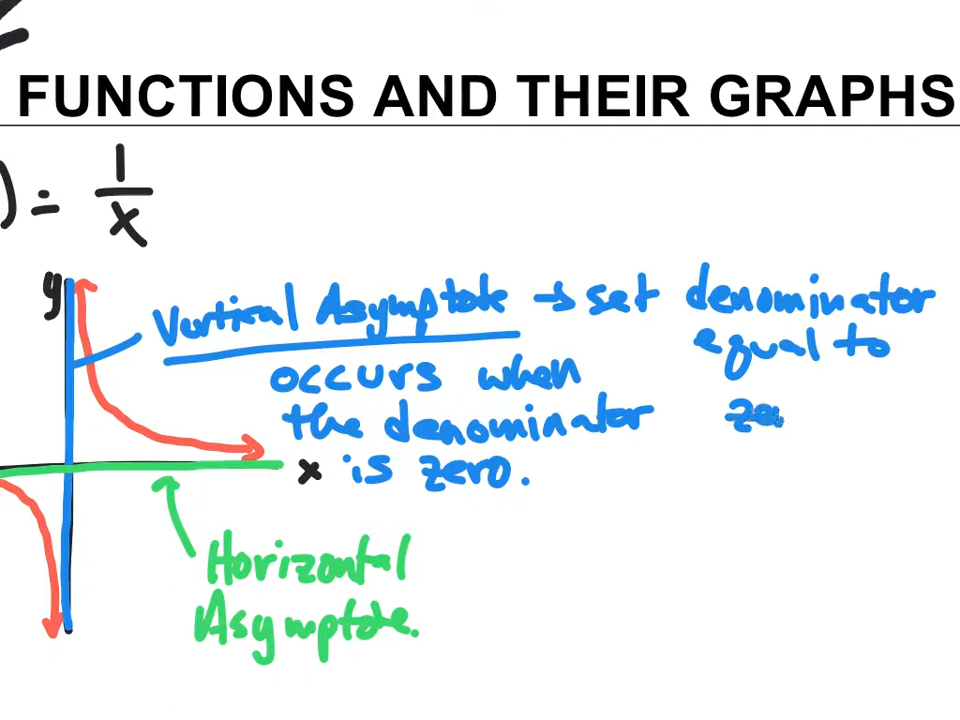 FUNCTIONS AND THEIR GRAPHS
) = 1/x
y
Vertical Asymptote → set denominator
equal to
occurs when
the denominator
x is zero.
Horizontal
Asymptote.